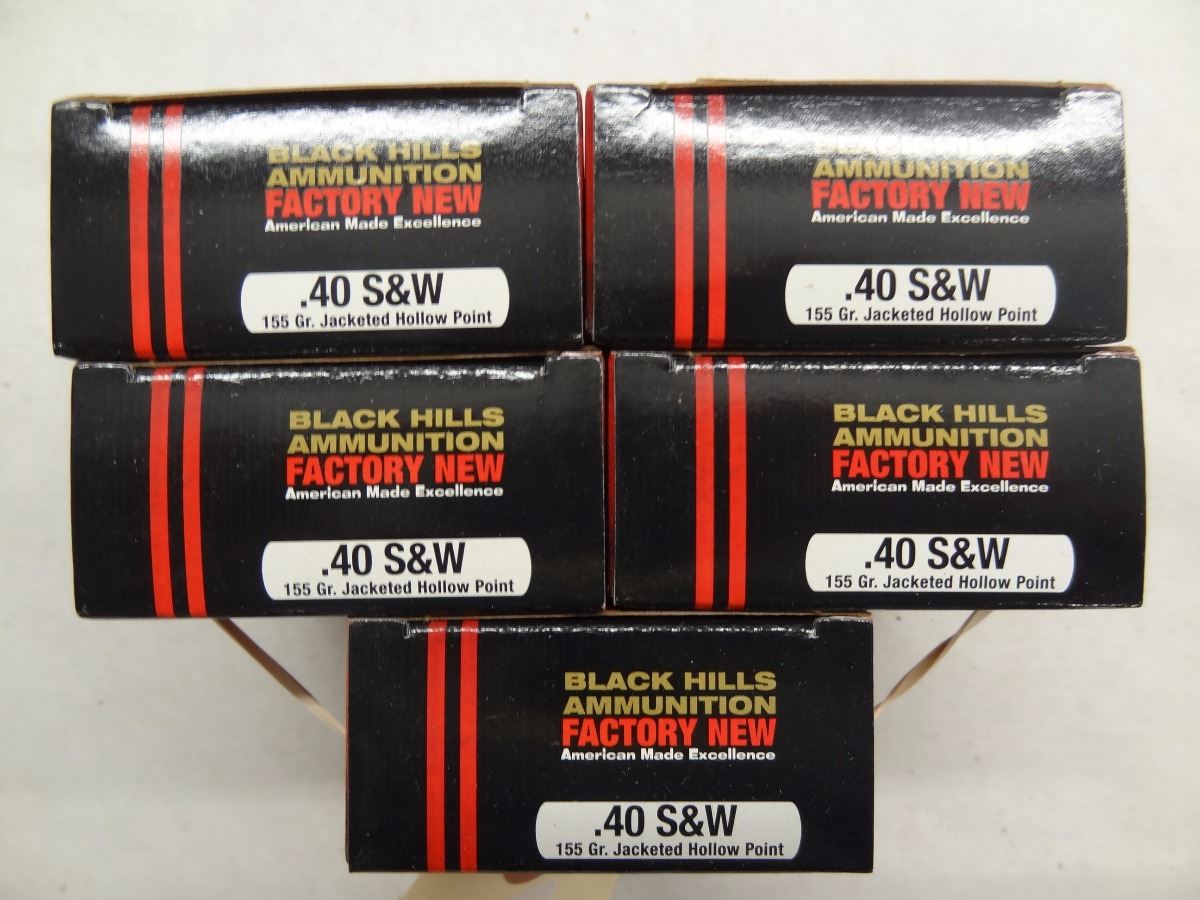 BLACK HILLS
AMMUNITION
FACTORY NEW
American Made Excellence
.40 S&W
155 Gr. Jacketed Hollow Point
BLACK HILLS
AMMUNITION
FACTORY NEW
American Made Excellence
.40 S&W
155 Gr. Jacketed Hollow Point
BLACK HILLS
AMMUNITION
FACTORY NEW
American Made Excellence
.40 S&W
155 Gr. Jacketed Hollow Point
BLACK HILLS
AMMUNITION
FACTORY NEW
American Made Excellence
.40 S&W
155 Gr. Jacketed Hollow Point
BLACK HILLS
AMMUNITION
FACTORY NEW
American Made Excellence
.40 S&W
155 Gr. Jacketed Hollow Point